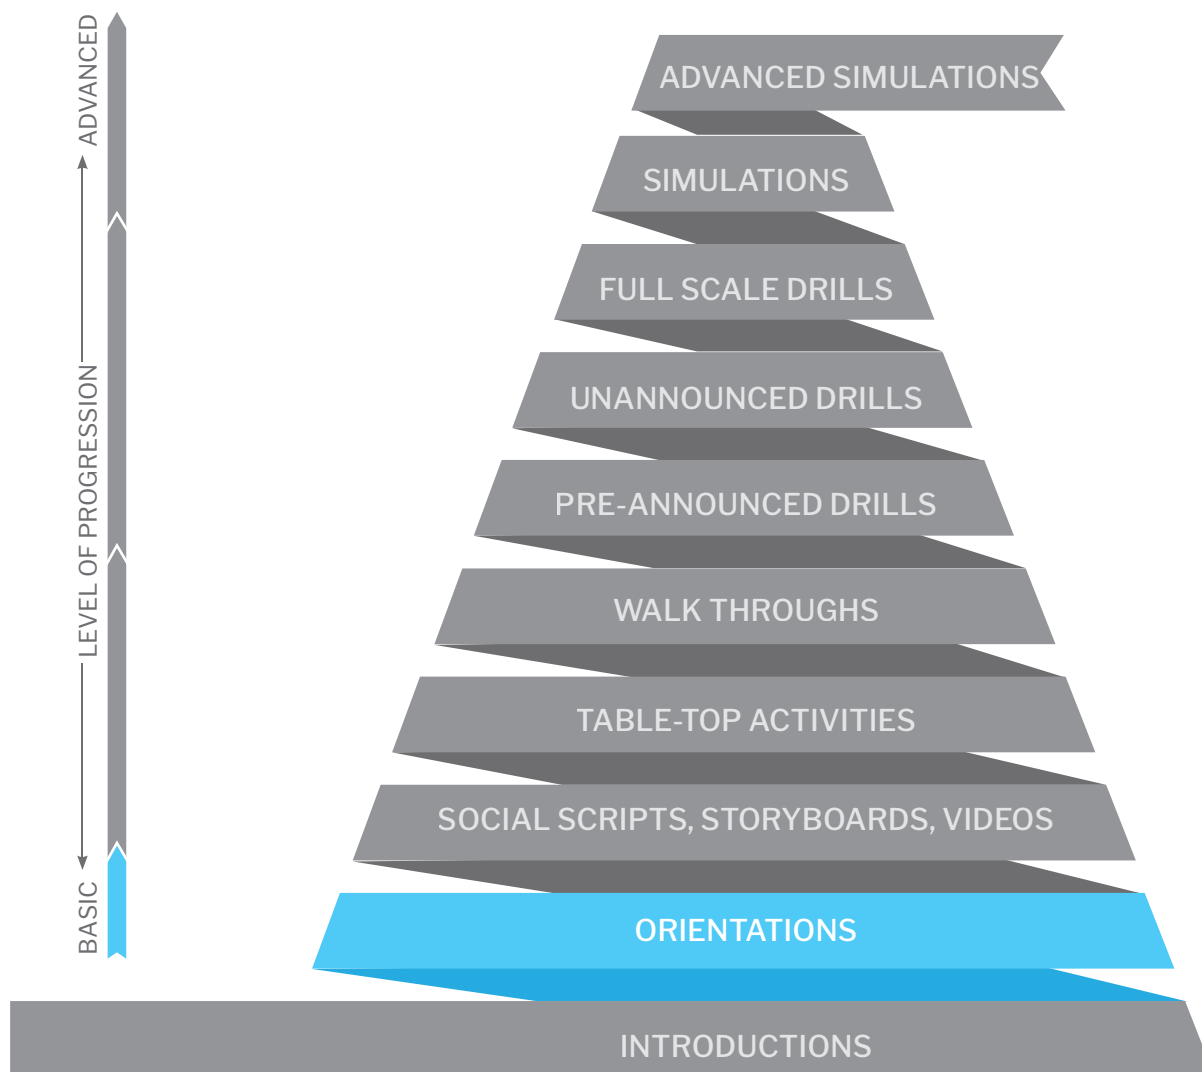 ADVANCED
LEVEL OF PROGRESSION
BASIC
ADVANCED SIMULATIONS
SIMULATIONS
FULL SCALE DRILLS
UNANNOUNCED DRILLS
PRE-ANNOUNCED DRILLS
WALK THROUGHS
TABLE-TOP ACTIVITIES
SOCIAL SCRIPTS, STORYBOARDS, VIDEOS
ORIENTATIONS
INTRODUCTIONS